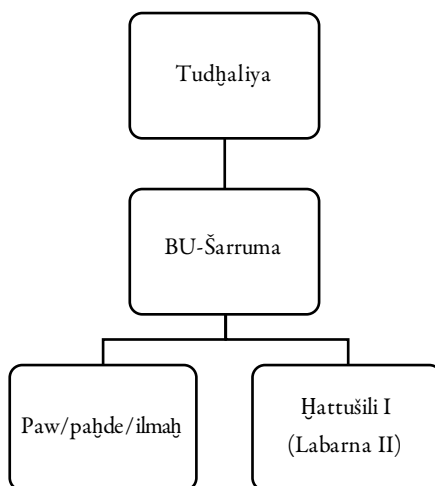 Tudḫaliya
BU-Šarruma
Paw/paḫde/ilmaḫ
Ḫattušili I
(Labarna II)